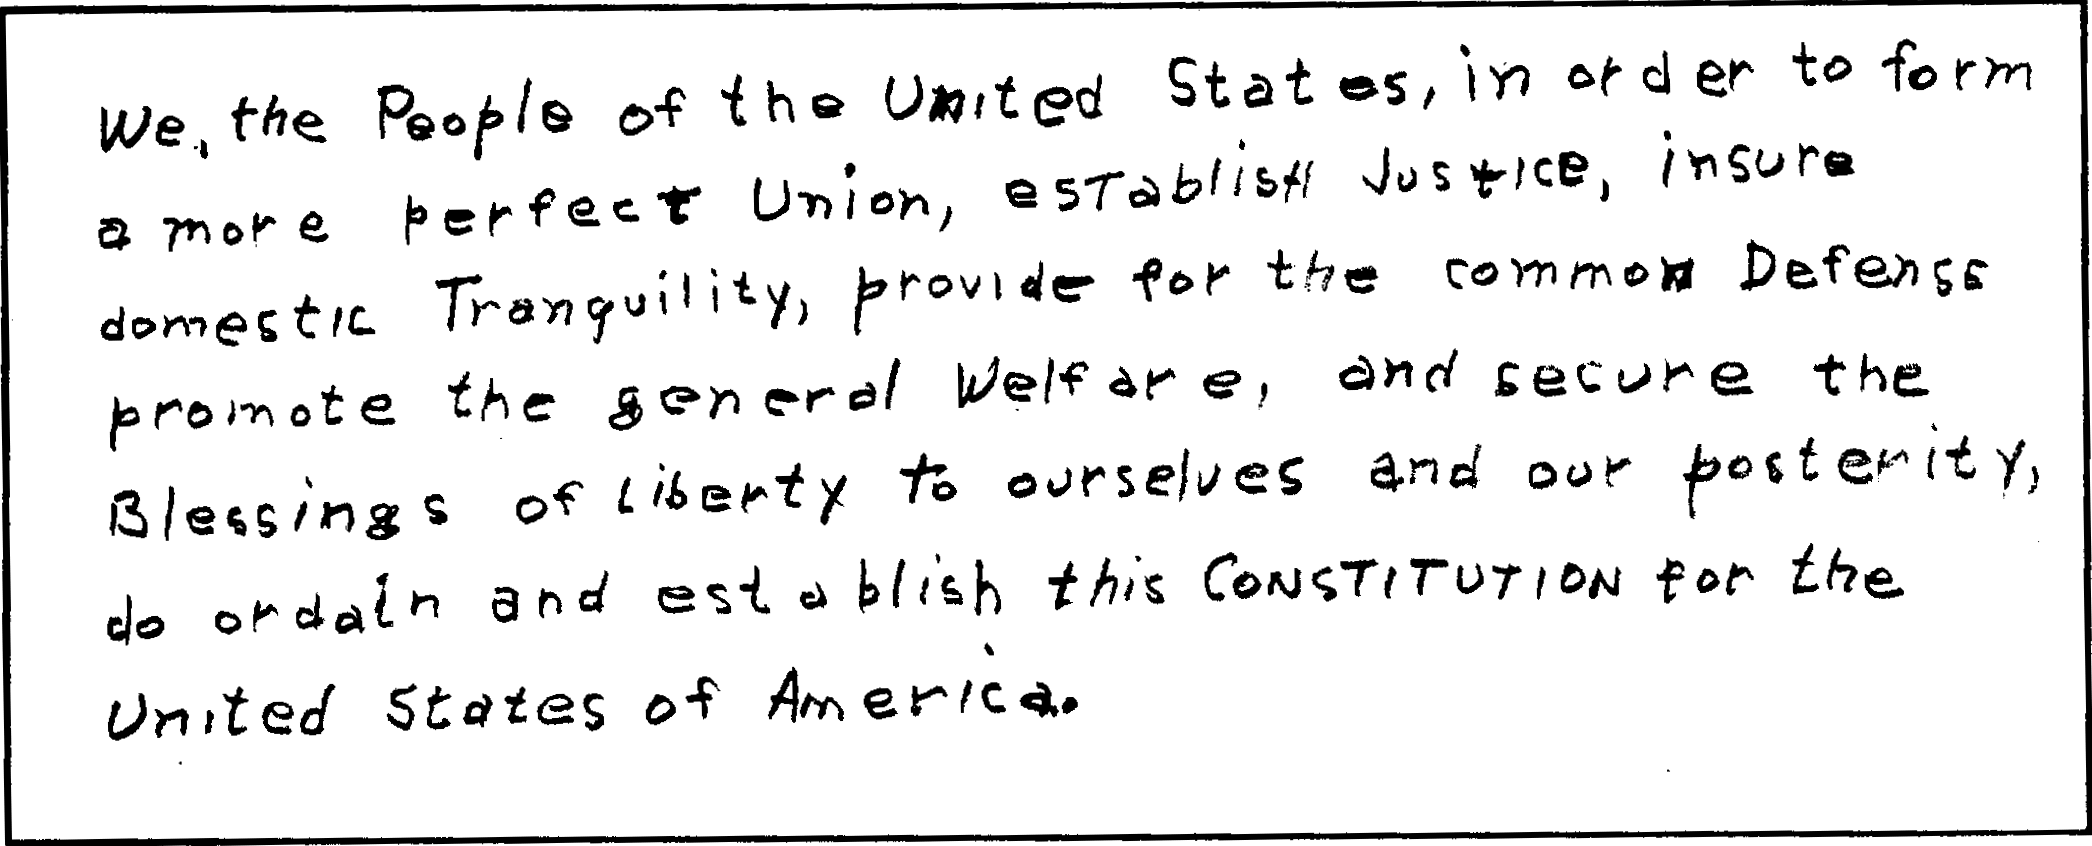 We, the People of the United States, in order to form
a more perfect Union, establish Justice, insure
domestic Tranquility, provide for the common Defense
promote the general Welfare, and secure the
Blessings of Liberty to ourselves and our posterity,
do ordain and establish this CONSTITUTION for the
United States of America.